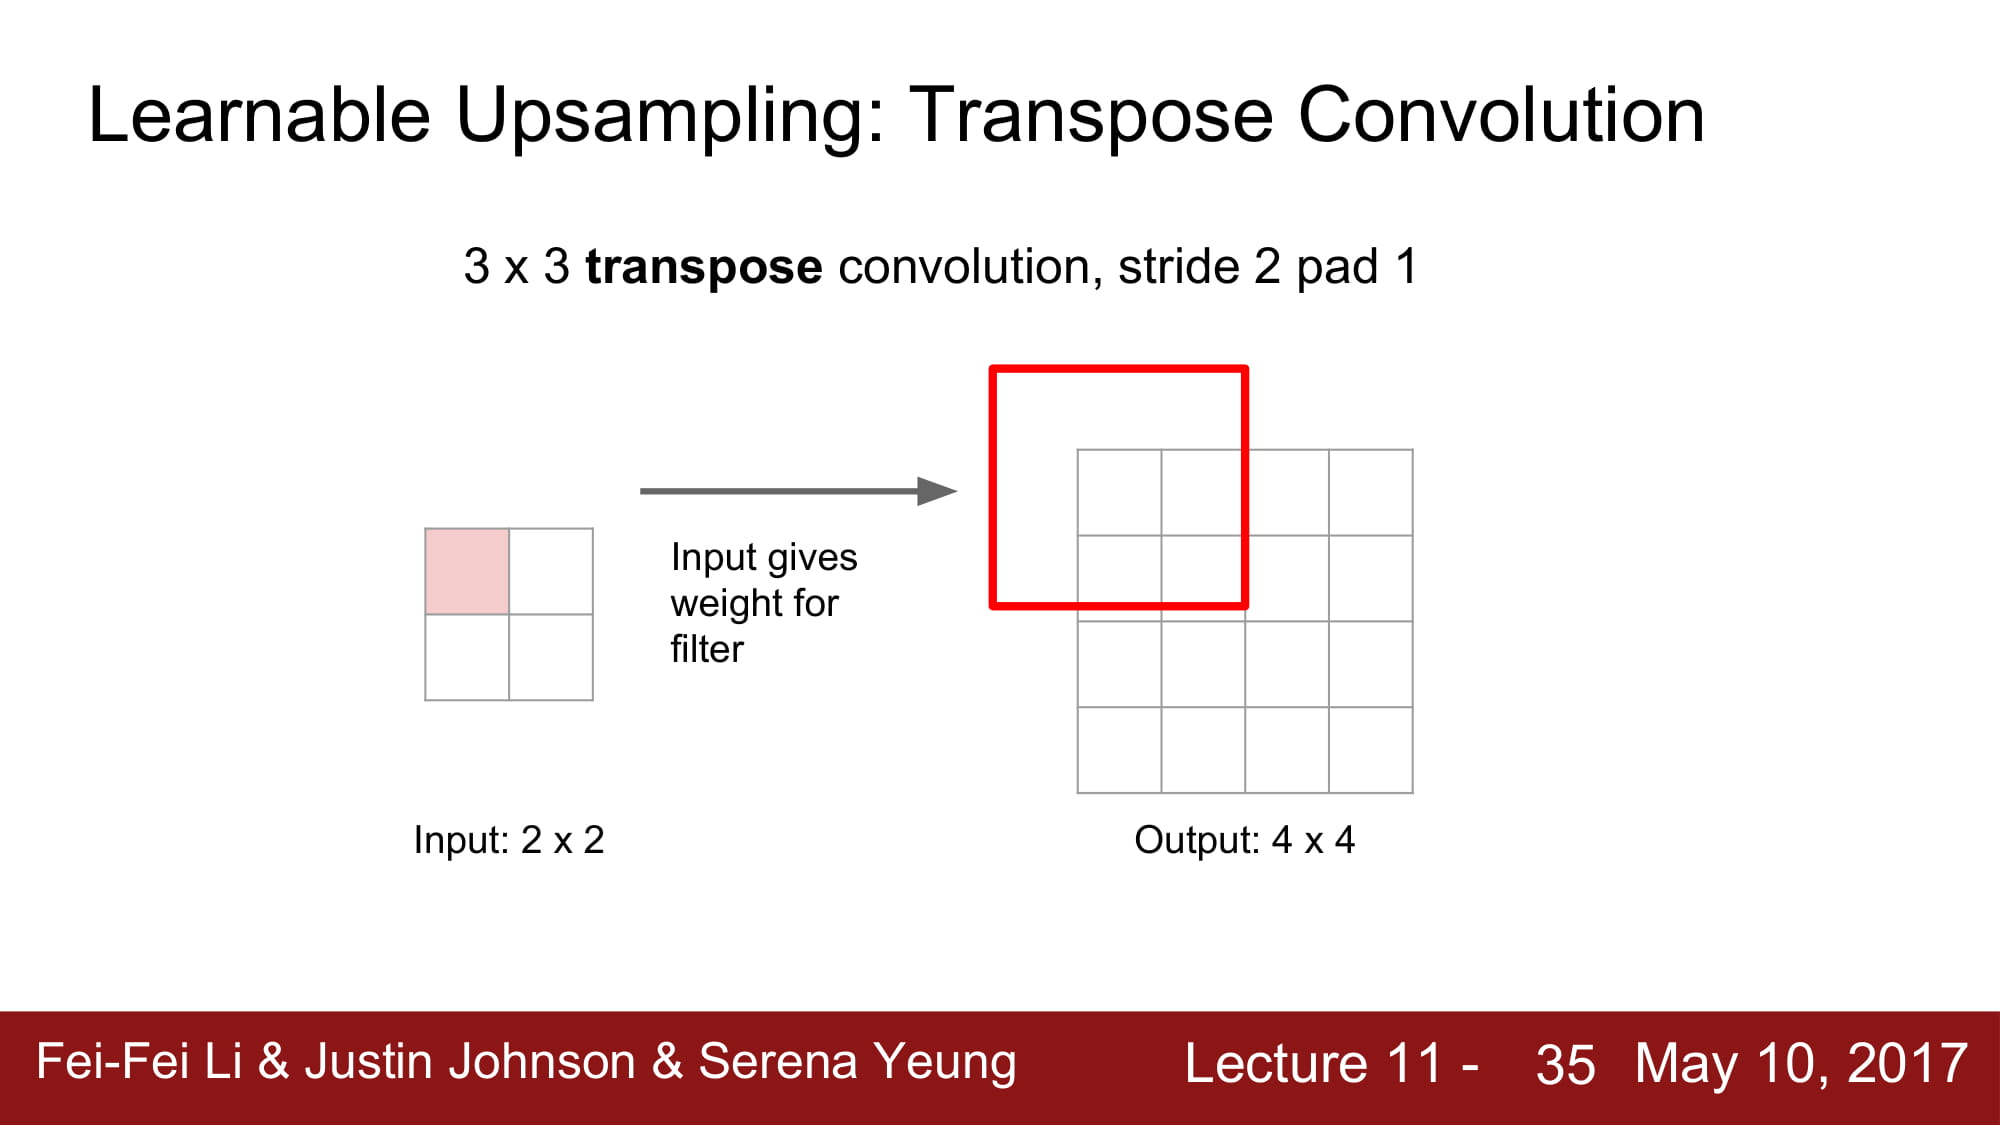 Learnable Upsampling: Transpose Convolution
3 x 3 transpose convolution, stride 2 pad 1
Input gives
weight for
filter
Input: 2 x 2
Output: 4 x 4
Fei-Fei Li & Justin Johnson & Serena Yeung
Lecture 11 - 35 May 10, 2017